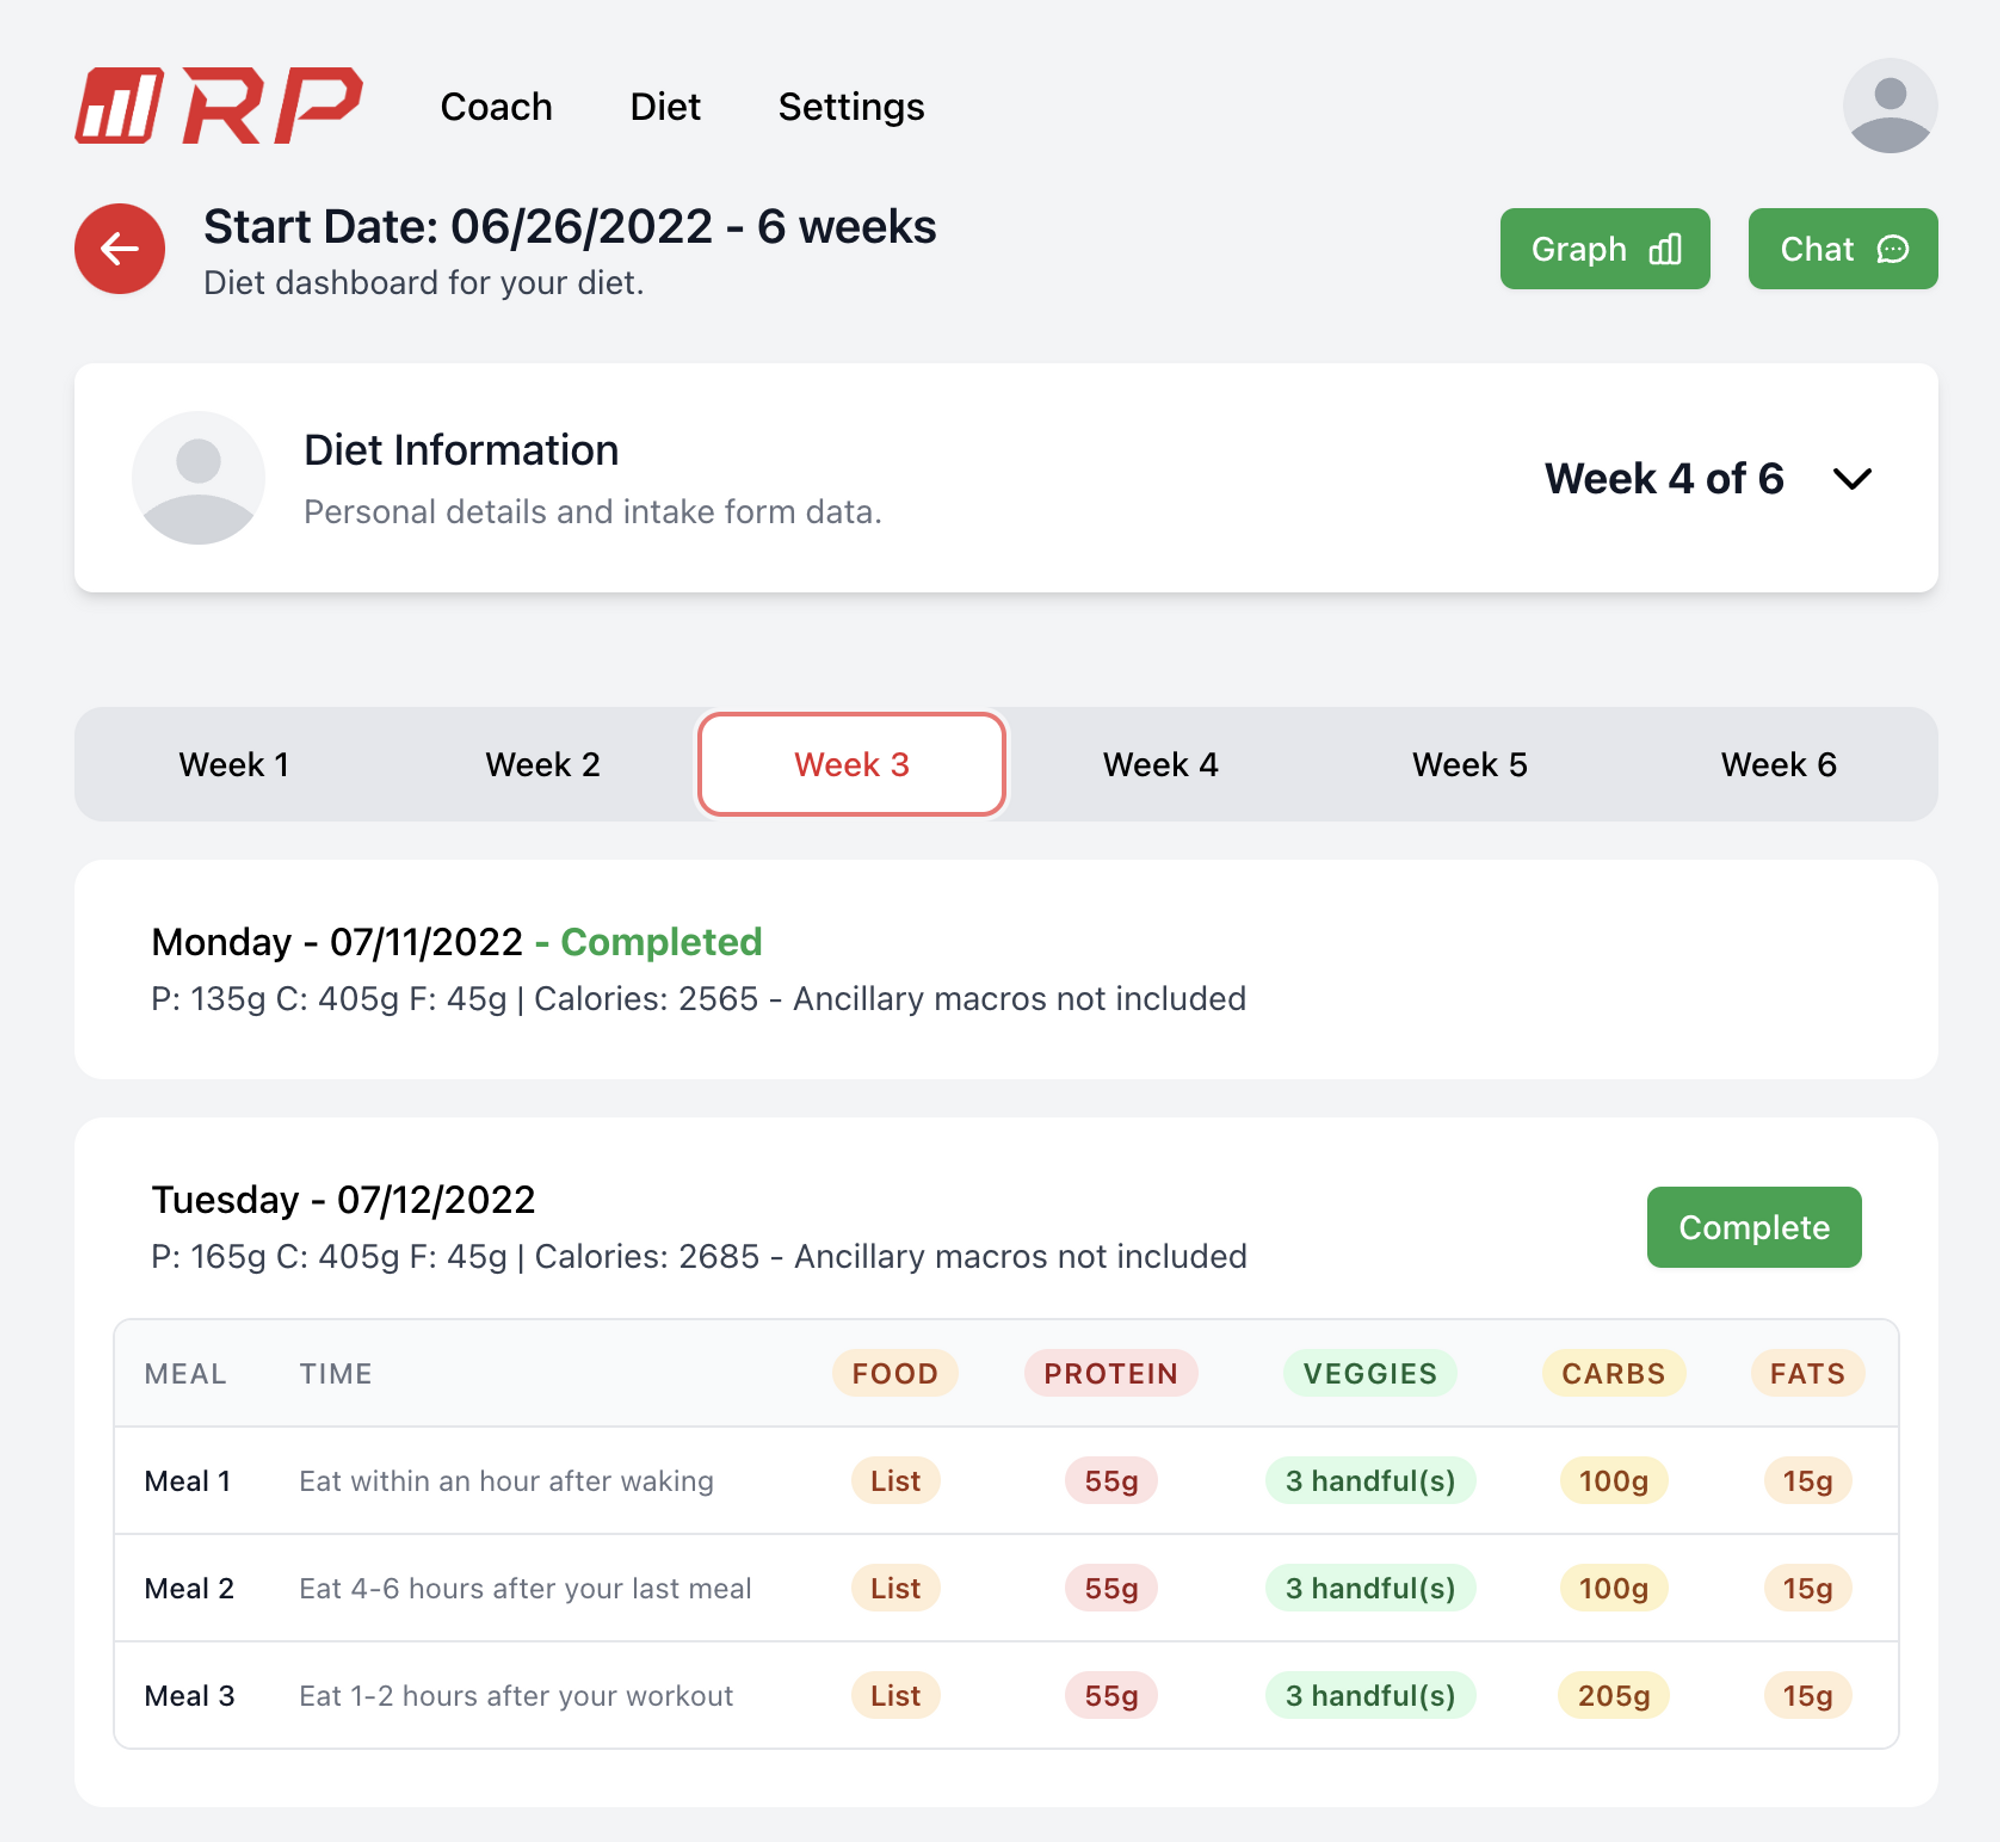 RP Coach Diet Settings
Start Date: 06/26/2022 - 6 weeks
Diet dashboard for your diet.
Graph Chat
Diet Information
Personal details and intake form data.
Week 4 of 6
Week 1 Week 2 Week 3 Week 4 Week 5 Week 6
Monday - 07/11/2022 - Completed
P: 135g C: 405g F: 45g | Calories: 2565 - Ancillary macros not included
Tuesday - 07/12/2022
P: 165g C: 405g F: 45g | Calories: 2685 - Ancillary macros not included
Complete
MEAL TIME FOOD PROTEIN VEGGIES CARBS FATS
Meal 1 Eat within an hour after waking List 55g 3 handful(s) 100g 15g
Meal 2 Eat 4-6 hours after your last meal List 55g 3 handful(s) 100g 15g
Meal 3 Eat 1-2 hours after your workout List 55g 3 handful(s) 205g 15g